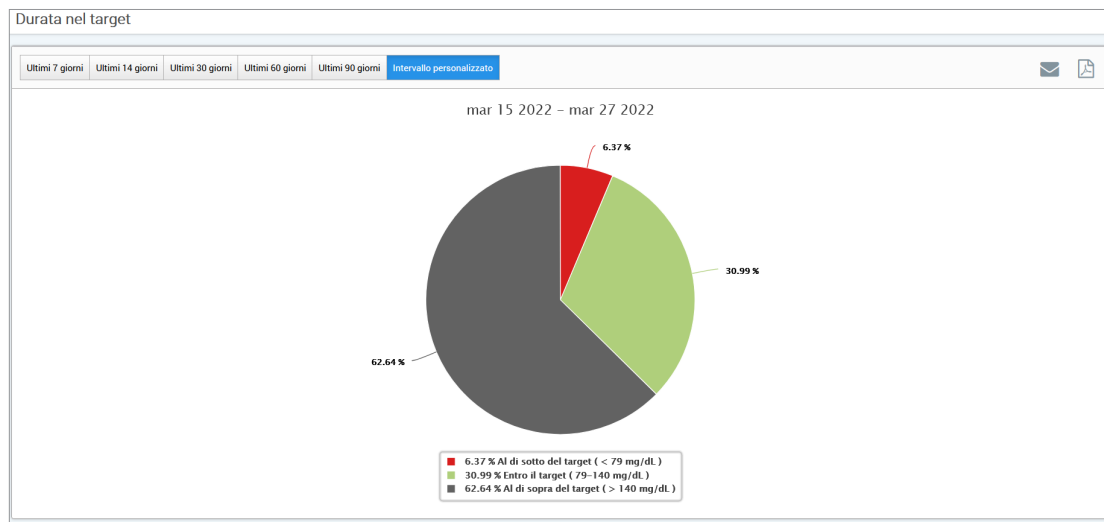 Durata nel target
Ultimi 7 giorni Ultimi 14 giorni Ultimi 30 giorni Ultimi 60 giorni Ultimi 90 giorni Intervallo personalizzato
mar 15 2022 – mar 27 2022
6.37 %
30.99 %
62.64 %
6.37 % Al di sotto del target ( < 79 mg/dL )
30.99 % Entro il target ( 79–140 mg/dL )
62.64 % Al di sopra del target ( > 140 mg/dL )